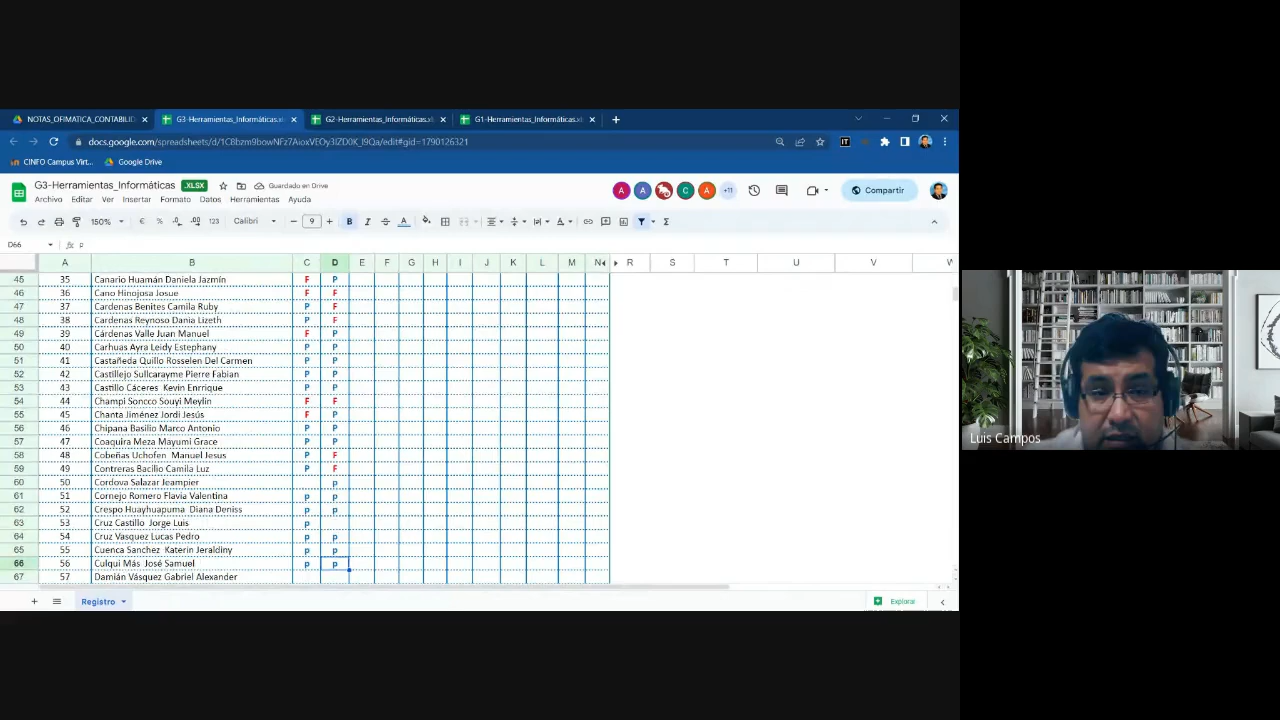 NOTAS_OFIMATICA_CONTABILID
G3-Herramientas_Informáticas.xl
G2-Herramientas_Informáticas.xl
G1-Herramientas_Informáticas.xl
docs.google.com/spreadsheets/d/1C8bzm9bowNFz7AioxVEOy3lZD0K_l9Qa/edit#gid=1790126321
CINFO Campus Virt...
Google Drive
G3-Herramientas_Informáticas
.XLSX
Guardado en Drive
+11
Compartir
Archivo Editar Ver Insertar Formato Datos Herramientas Ayuda
150% € % .0 .00 123 Calibri 9
D66 fx p
A B C D E F G H I J K L M N R S T U V W
45 35 Canario Huamán Daniela Jazmín F P
46 36 Cano Hinojosa Josue F F
47 37 Cardenas Benites Camila Ruby P F
48 38 Cardenas Reynoso Dania Lizeth P F
49 39 Cárdenas Valle Juan Manuel F P
50 40 Carhuas Ayra Leidy Estephany P P
51 41 Castañeda Quillo Rosselen Del Carmen P P
52 42 Castillejo Sullcarayme Pierre Fabian P P
53 43 Castillo Cáceres Kevin Enrrique P P
54 44 Champi Soncco Souyi Meylin F F
55 45 Chanta Jiménez Jordi Jesús F P
56 46 Chipana Basilio Marco Antonio P P
57 47 Coaquira Meza Mayumi Grace P P
58 48 Cobeñas Uchofen Manuel Jesus P F
59 49 Contreras Bacilio Camila Luz P F
60 50 Cordova Salazar Jeampier p
61 51 Cornejo Romero Flavia Valentina p p
62 52 Crespo Huayhuapuma Diana Deniss p p
63 53 Cruz Castillo Jorge Luis p
64 54 Cruz Vasquez Lucas Pedro p p
65 55 Cuenca Sanchez Katerin Jeraldiny p p
66 56 Culqui Más José Samuel p p
67 57 Damián Vásquez Gabriel Alexander
Registro
Explorar
Luis Campos